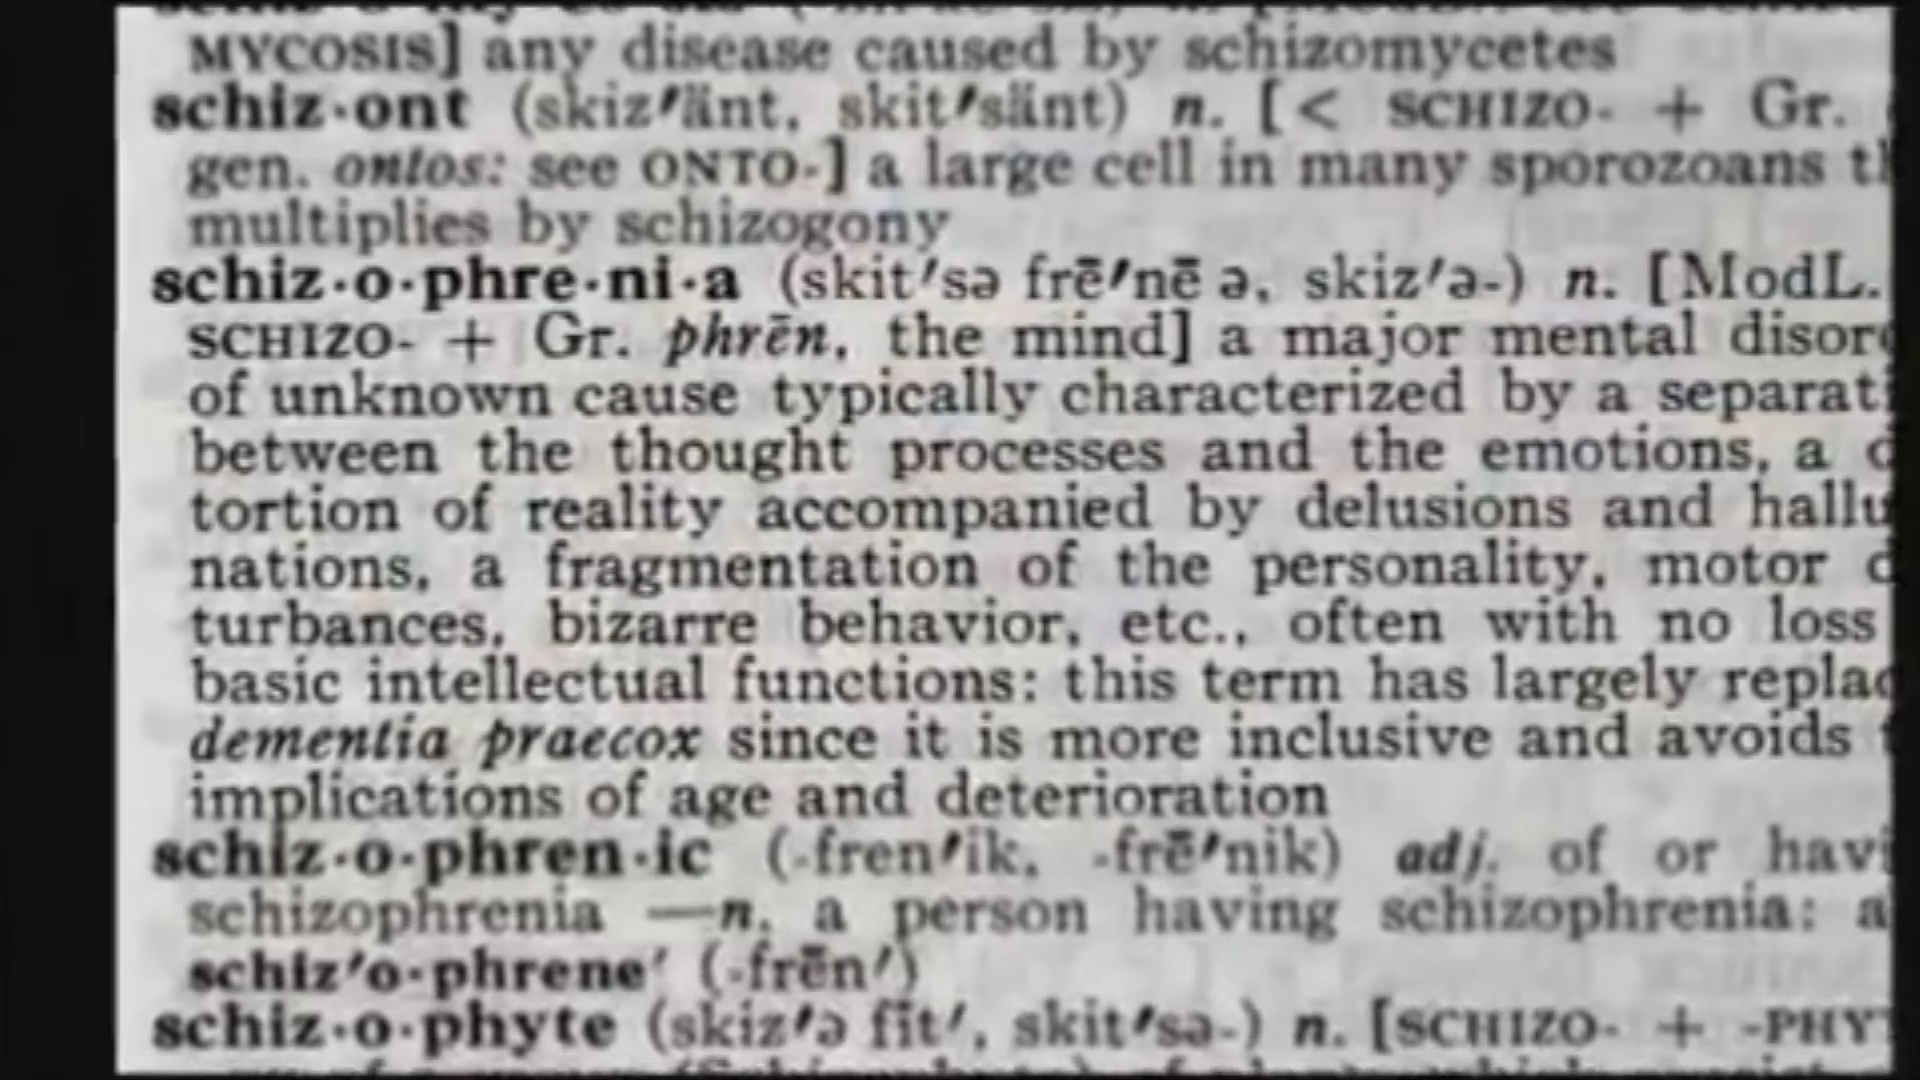 MYCOSIS] any disease caused by schizomycetes
schiz·ont (skiz′änt, skit′sänt) n. [< SCHIZO- + Gr.
gen. ontos: see ONTO-] a large cell in many sporozoans
multiplies by schizogony
schiz·o·phre·ni·a (skit′sə frē′nē ə, skiz′ə-) n. [ModL.
SCHIZO- + Gr. phrēn, the mind] a major mental disor
of unknown cause typically characterized by a separati
between the thought processes and the emotions, a
tortion of reality accompanied by delusions and hallu
nations, a fragmentation of the personality, motor
turbances, bizarre behavior, etc., often with no loss
basic intellectual functions: this term has largely replac
dementia praecox since it is more inclusive and avoids
implications of age and deterioration
schiz·o·phren·ic (-fren′ik, -frē′nik) adj. of or havi
schizophrenia —n. a person having schizophrenia: a
schiz′o·phrene′ (-frēn′)
schiz·o·phyte (skiz′ə fīt′, skit′sə-) n. [SCHIZO- + -PHY